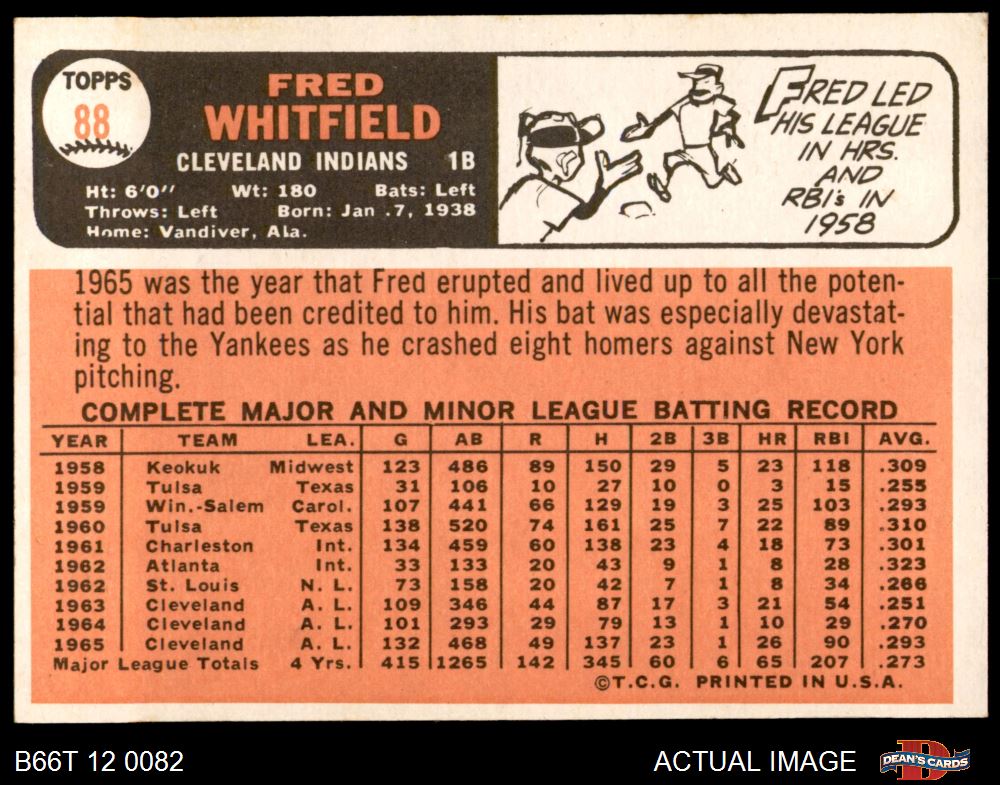 TOPPS
88
FRED
WHITFIELD
CLEVELAND INDIANS 1B
Ht: 6'0" Wt: 180 Bats: Left
Throws: Left Born: Jan .7, 1938
Home: Vandiver, Ala.
FRED LED
HIS LEAGUE
IN HRS.
AND
RBI's IN
1958
1965 was the year that Fred erupted and lived up to all the poten-
tial that had been credited to him. His bat was especially devastat-
ing to the Yankees as he crashed eight homers against New York
pitching.
COMPLETE MAJOR AND MINOR LEAGUE BATTING RECORD
YEAR TEAM LEA. G AB R H 2B 3B HR RBI AVG.
1958 Keokuk Midwest 123 486 89 150 29 5 23 118 .309
1959 Tulsa Texas 31 106 10 27 10 0 3 15 .255
1959 Win.-Salem Carol. 107 441 66 129 19 3 25 103 .293
1960 Tulsa Texas 138 520 74 161 25 7 22 89 .310
1961 Charleston Int. 134 459 60 138 23 4 18 73 .301
1962 Atlanta Int. 33 133 20 43 9 1 8 28 .323
1962 St. Louis N. L. 73 158 20 42 7 1 8 34 .266
1963 Cleveland A. L. 109 346 44 87 17 3 21 54 .251
1964 Cleveland A. L. 101 293 29 79 13 1 10 29 .270
1965 Cleveland A. L. 132 468 49 137 23 1 26 90 .293
Major League Totals 4 Yrs. 415 1265 142 345 60 6 65 207 .273
©T.C.G. PRINTED IN U.S.A.
B66T 12 0082 ACTUAL IMAGE
D
DEAN'S CARDS